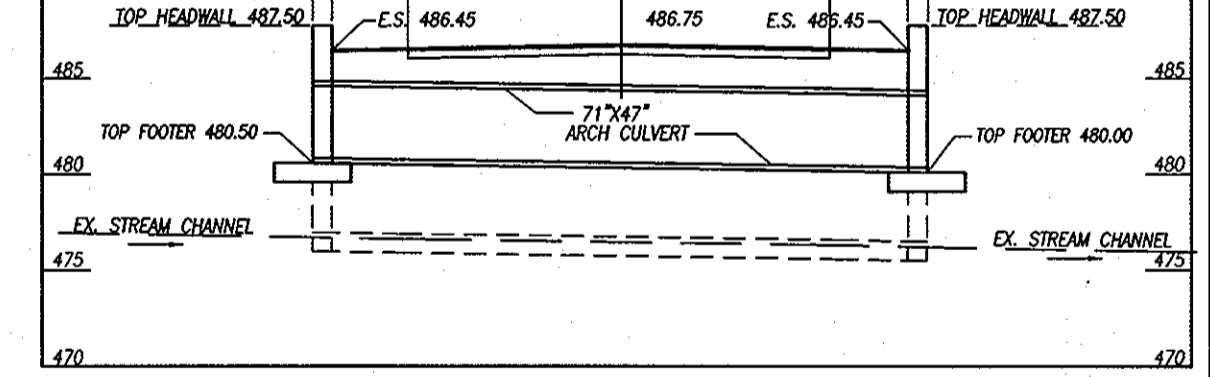 TOP HEADWALL 487.50
E.S. 486.45
486.75
E.S. 486.45
TOP HEADWALL 487.50
485
485
71"X47"
ARCH CULVERT
TOP FOOTER 480.50
TOP FOOTER 480.00
480
480
EX. STREAM CHANNEL
EX. STREAM CHANNEL
475
475
470
470